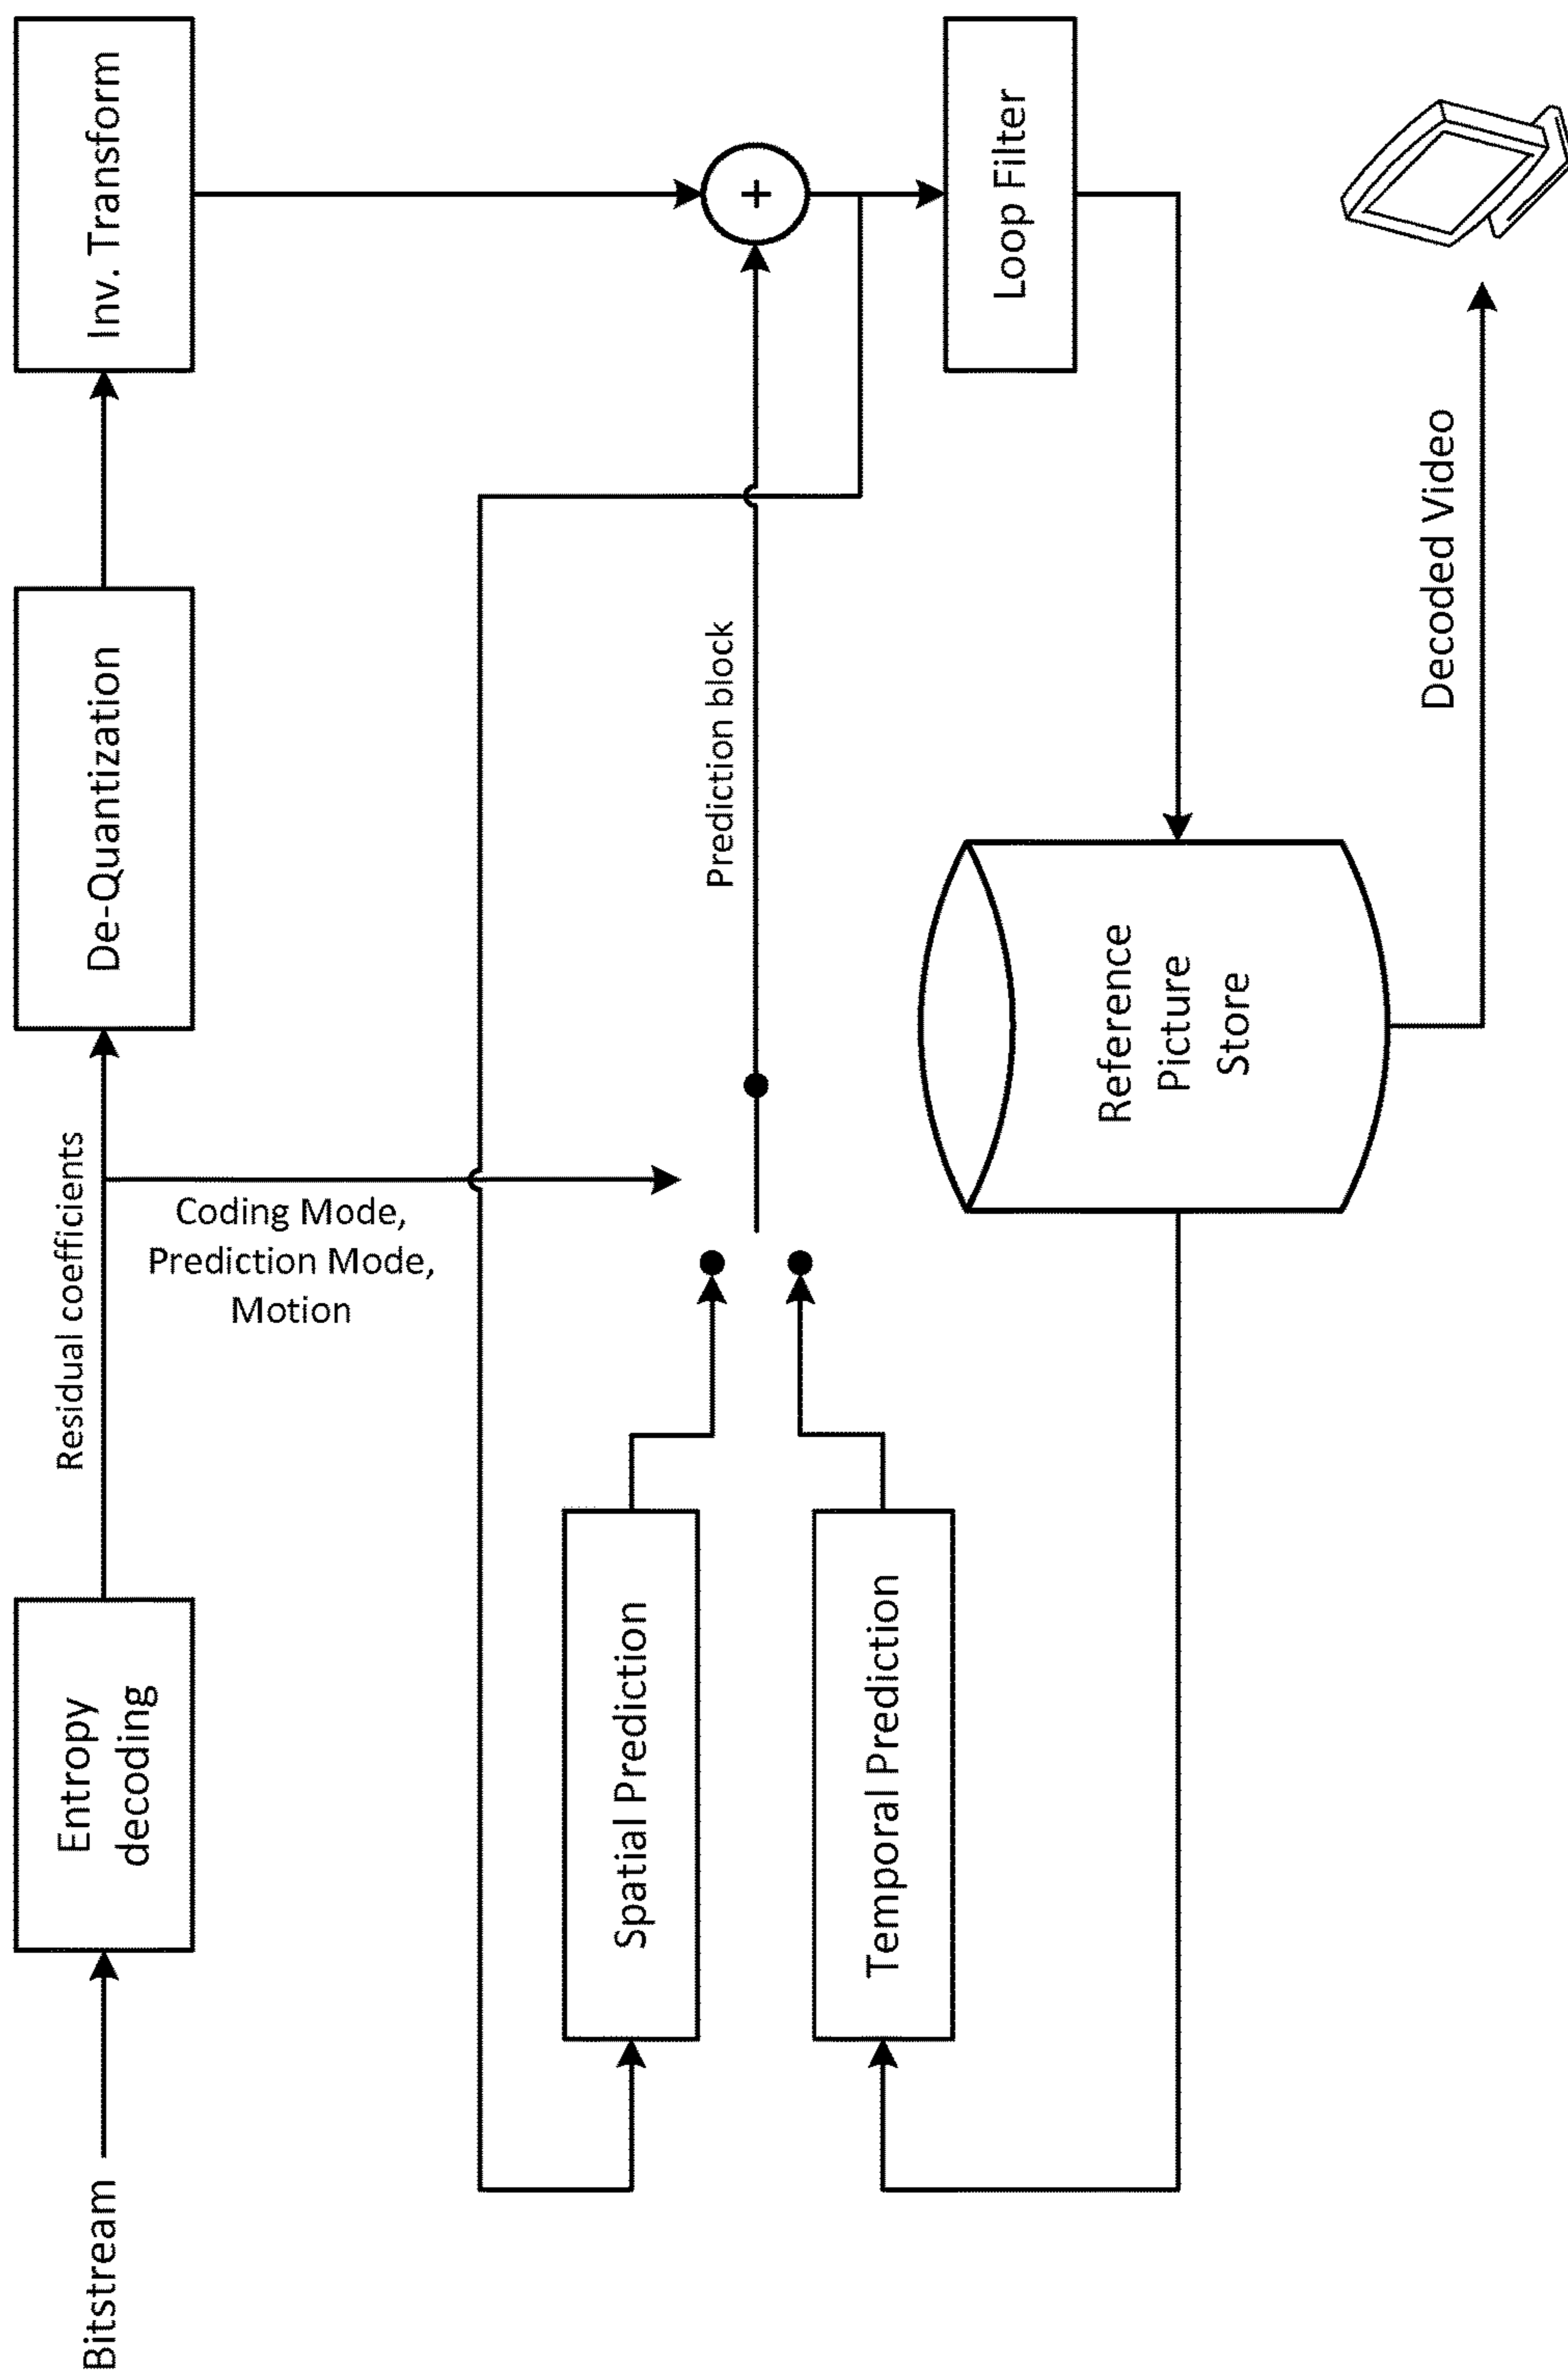 Bitstream
Entropy
decoding
Residual coefficients
De-Quantization
Inv. Transform
Coding Mode,
Prediction Mode,
Motion
Spatial Prediction
Temporal Prediction
Prediction block
+
Loop Filter
Reference
Picture
Store
Decoded Video